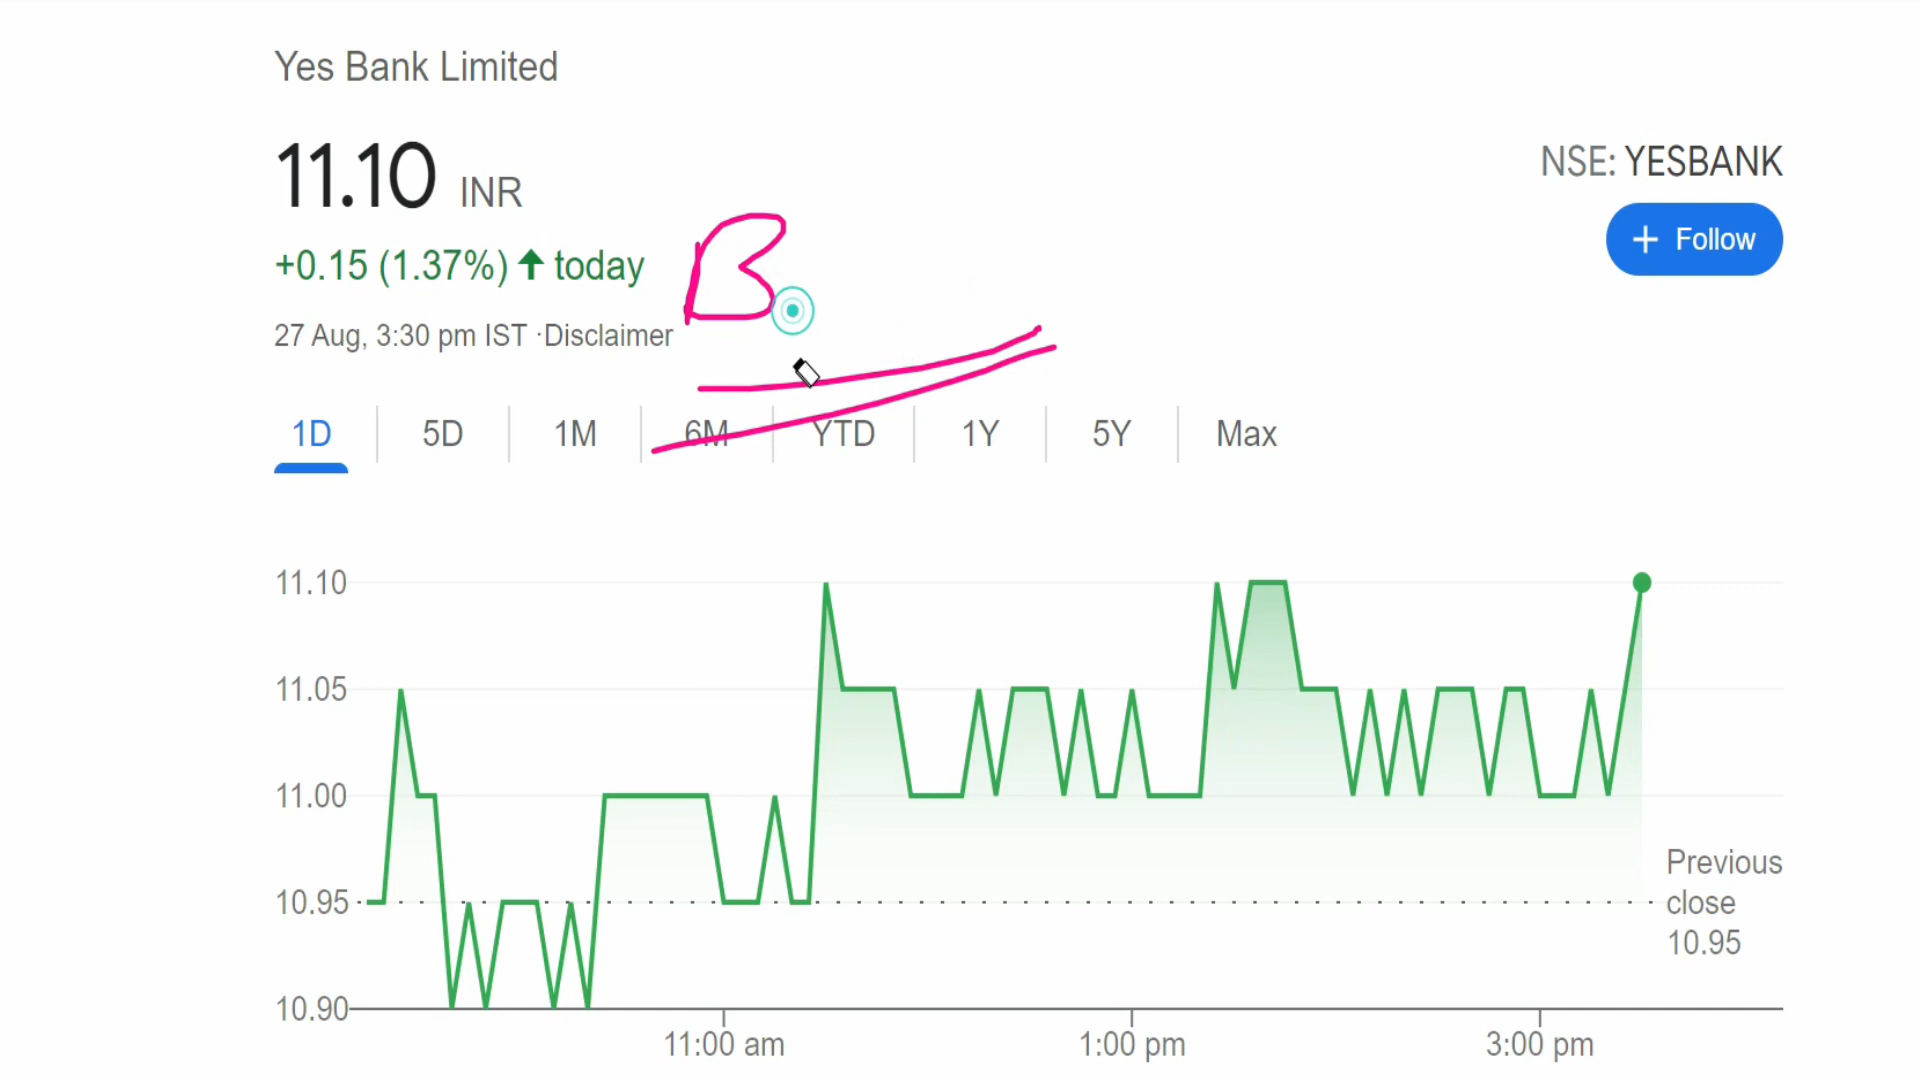 Yes Bank Limited
11.10 INR
NSE: YESBANK
+ Follow
+0.15 (1.37%) ↑ today
B
27 Aug, 3:30 pm IST ·Disclaimer
1D 5D 1M 6M YTD 1Y 5Y Max
11.10
11.05
11.00
10.95
10.90
Previous
close
10.95
11:00 am 1:00 pm 3:00 pm